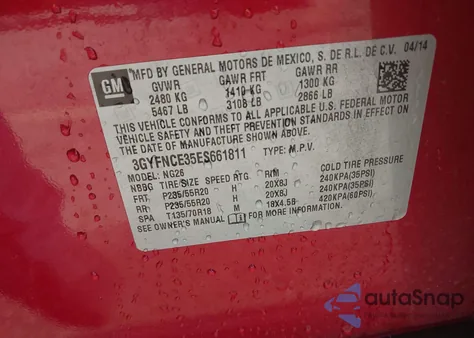 GM
MFD BY GENERAL MOTORS DE MEXICO, S. DE R.L. DE C.V. 04/14
GVWR GAWR FRT GAWR RR
2480 KG 1410 KG 1300 KG
5467 LB 3108 LB 2866 LB
THIS VEHICLE CONFORMS TO ALL APPLICABLE U.S. FEDERAL MOTOR
VEHICLE SAFETY AND THEFT PREVENTION STANDARDS IN EFFECT ON
THE DATE OF MANUFACTURE SHOWN ABOVE.
3GYFNCE35ES661811 TYPE: M.P.V.
MODEL: NG26
NBBG TIRE/SIZE SPEED RTG RIM COLD TIRE PRESSURE
FRT: P235/55R20 H 20X8J 240KPA(35PSI)
RR: P235/55R20 H 20X8J 240KPA(35PSI)
SPA T135/70R18 M 18X4.5B 420KPA(60PSI)
SEE OWNER'S MANUAL FOR MORE INFORMATION.
autoSnap